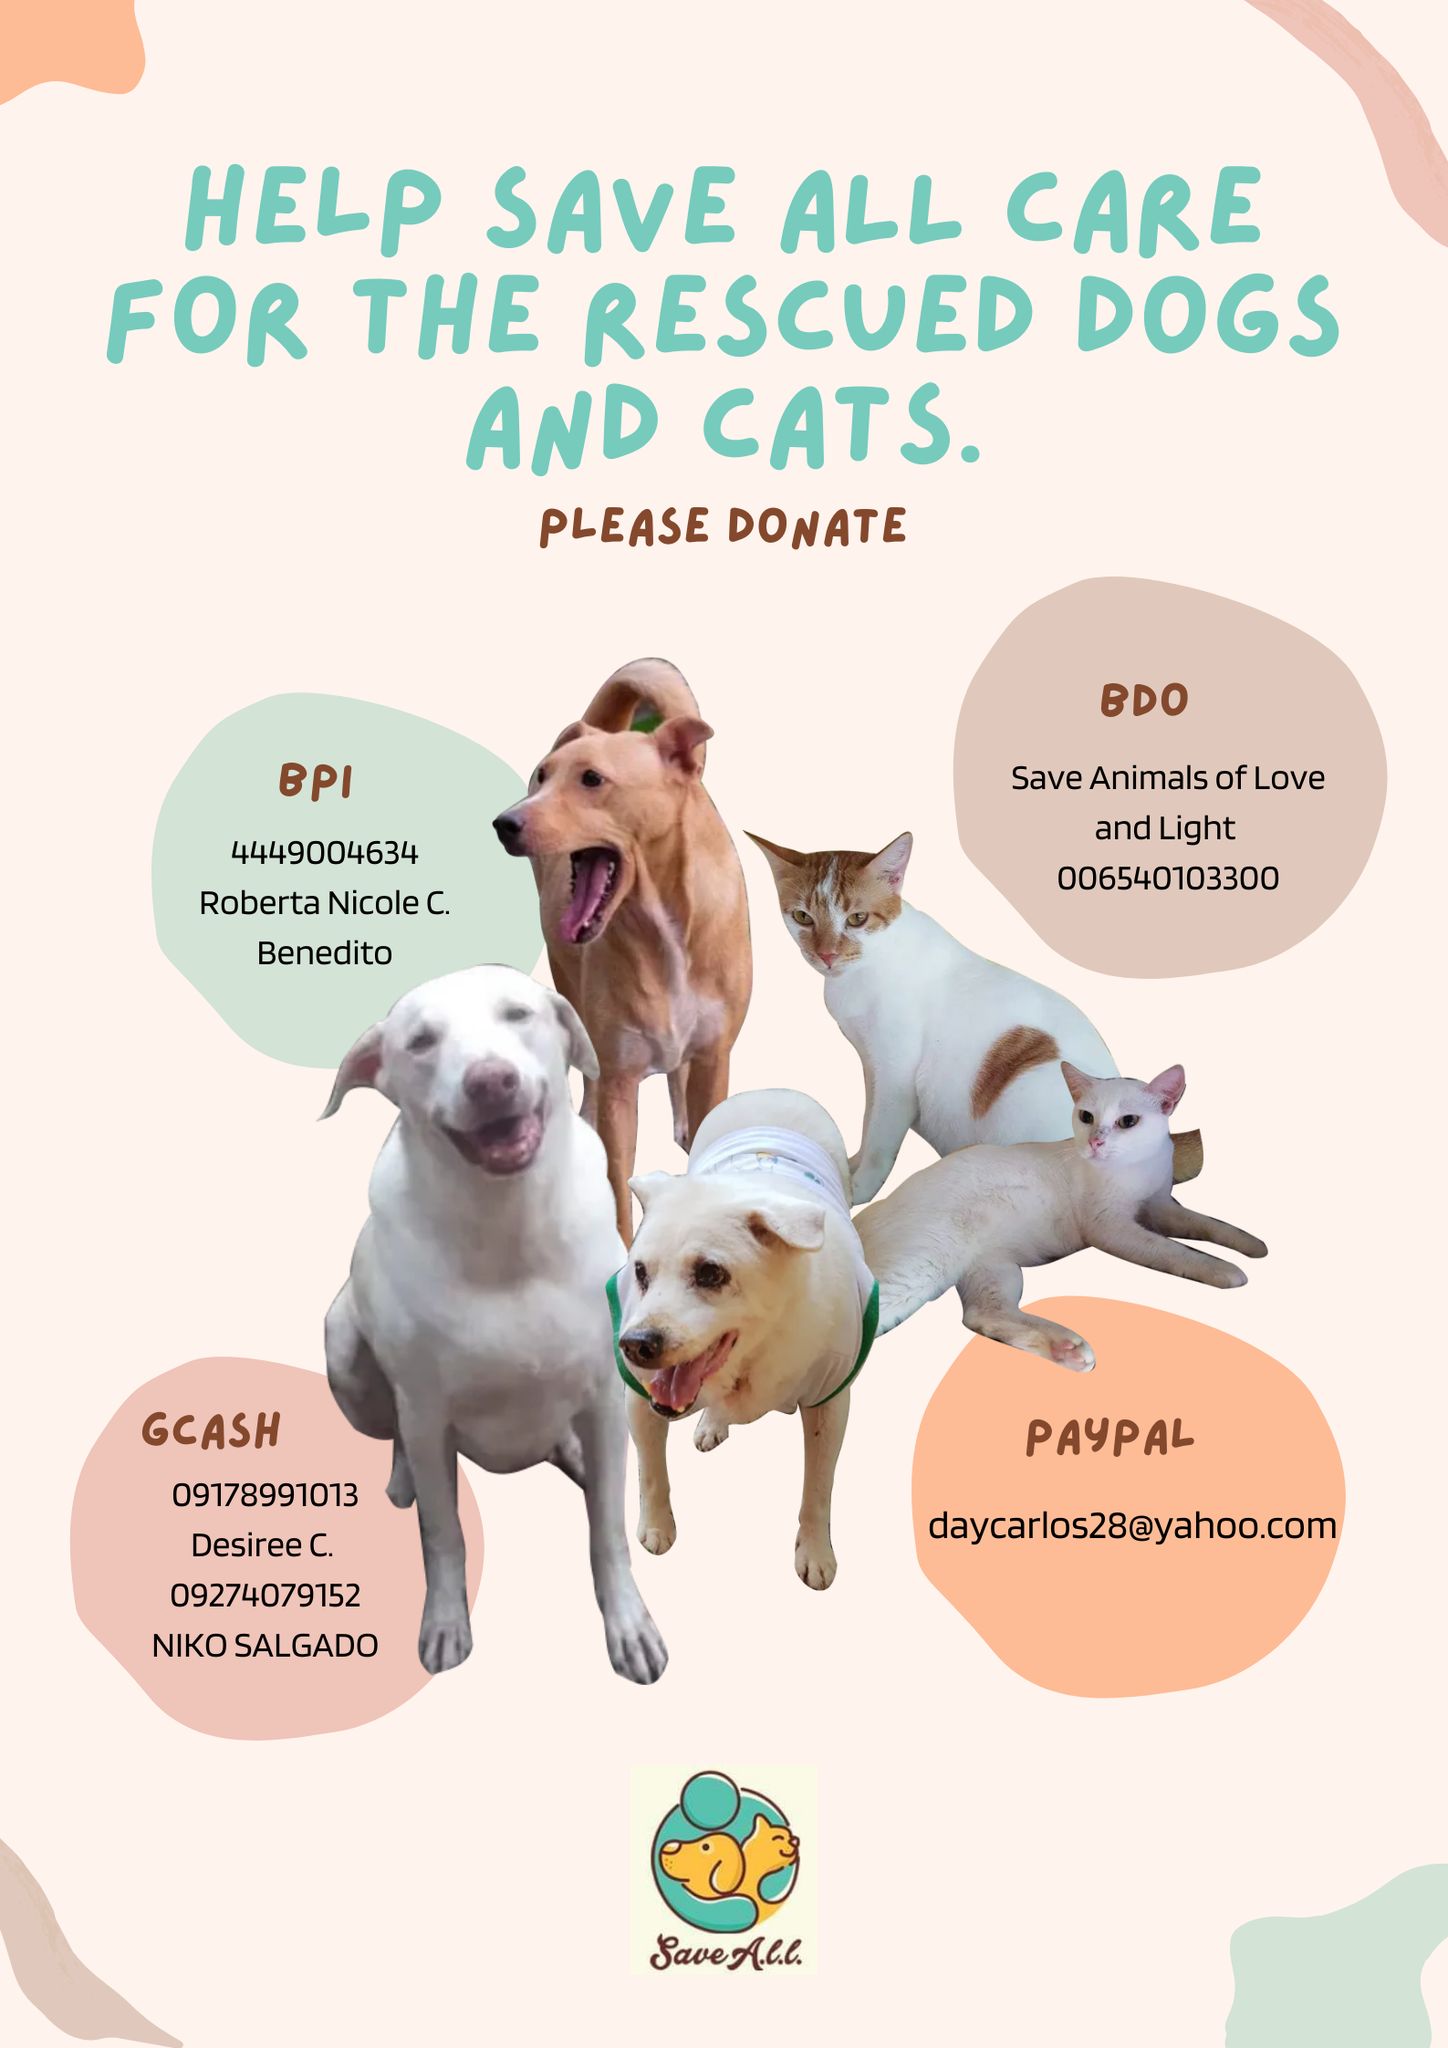 HELP SAVE ALL CARE
FOR THE RESCUED DOGS
AND CATS.
PLEASE DONATE
BPI
4449004634
Roberta Nicole C.
Benedito
BDO
Save Animals of Love
and Light
006540103300
GCASH
09178991013
Desiree C.
09274079152
NIKO SALGADO
PAYPAL
daycarlos28@yahoo.com
Save A.l.l.